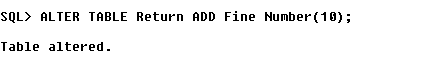 SQL> ALTER TABLE Return ADD Fine Number(10);
Table altered.